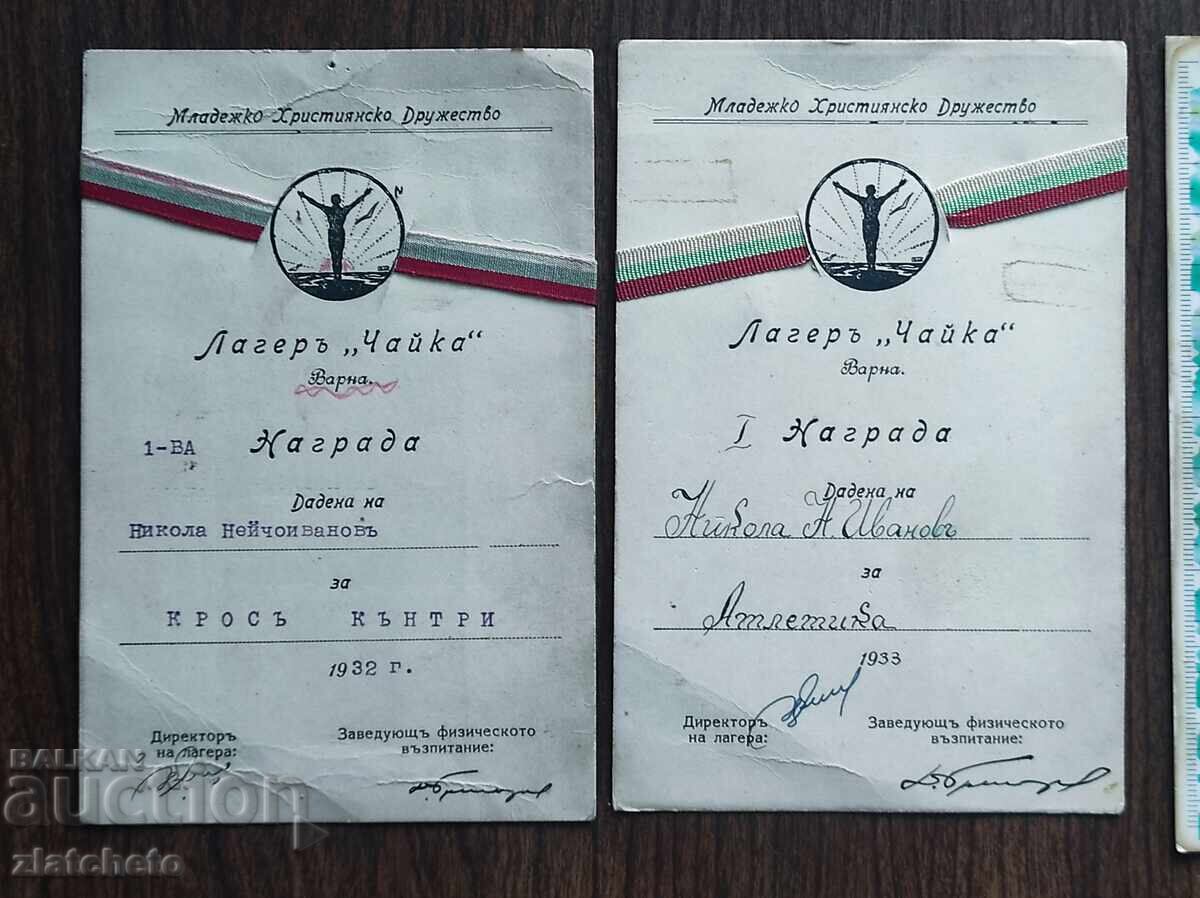 Младежко Християнско Дружество
Лагеръ „Чайка“
Варна.
1-ВА Награда
Дадена на
Никола Нейчоивановъ
за
КРОСЪ КЪНТРИ
1932 г.
Директоръ
на лагера:
Заведующъ физическото
възпитание:
Младежко Християнско Дружество
Лагеръ „Чайка“
Варна.
I Награда
Дадена на
Никола Н. Ивановъ
за
Атлетика
1933
Директоръ
на лагера:
Заведующъ физическото
възпитание:
BALKAN
auction
zlatcheto